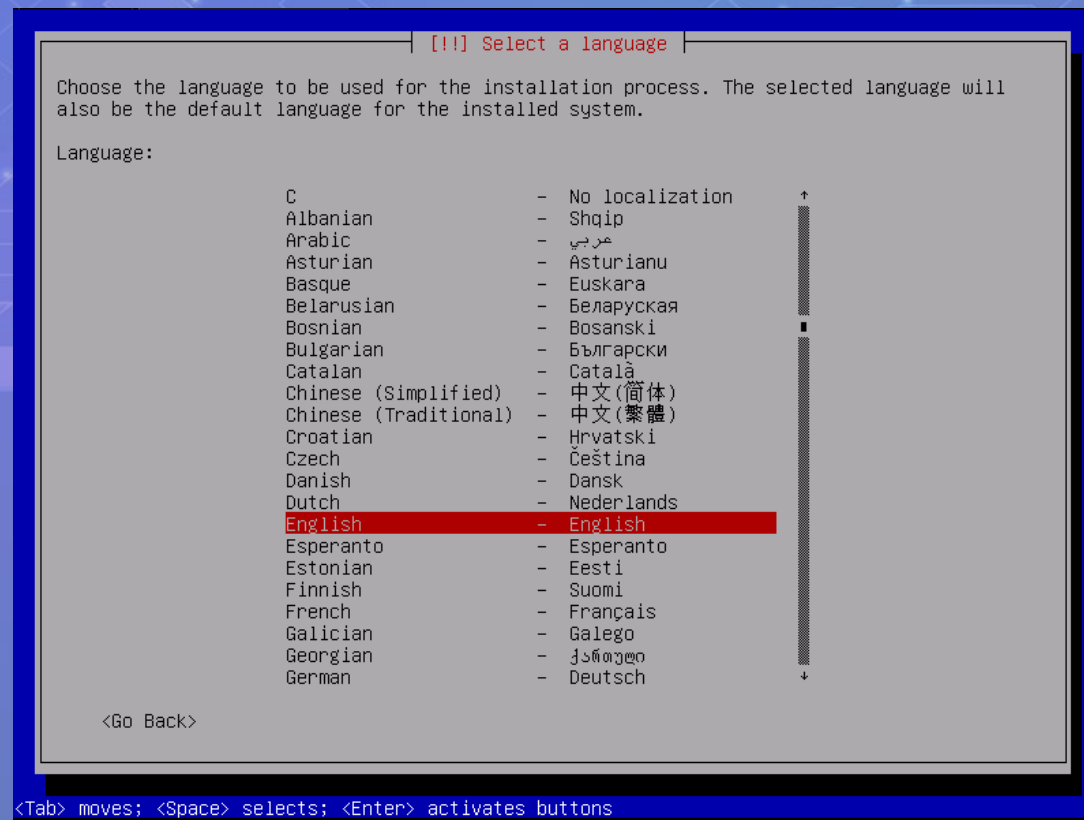 [!!] Select a language
Choose the language to be used for the installation process. The selected language will
also be the default language for the installed system.
Language:
C - No localization
Albanian - Shqip
Arabic - عربي
Asturian - Asturianu
Basque - Euskara
Belarusian - Беларуская
Bosnian - Bosanski
Bulgarian - Български
Catalan - Català
Chinese (Simplified) - 中文(简体)
Chinese (Traditional) - 中文(繁體)
Croatian - Hrvatski
Czech - Čeština
Danish - Dansk
Dutch - Nederlands
English - English
Esperanto - Esperanto
Estonian - Eesti
Finnish - Suomi
French - Français
Galician - Galego
Georgian - ქართული
German - Deutsch
<Go Back>
<Tab> moves; <Space> selects; <Enter> activates buttons